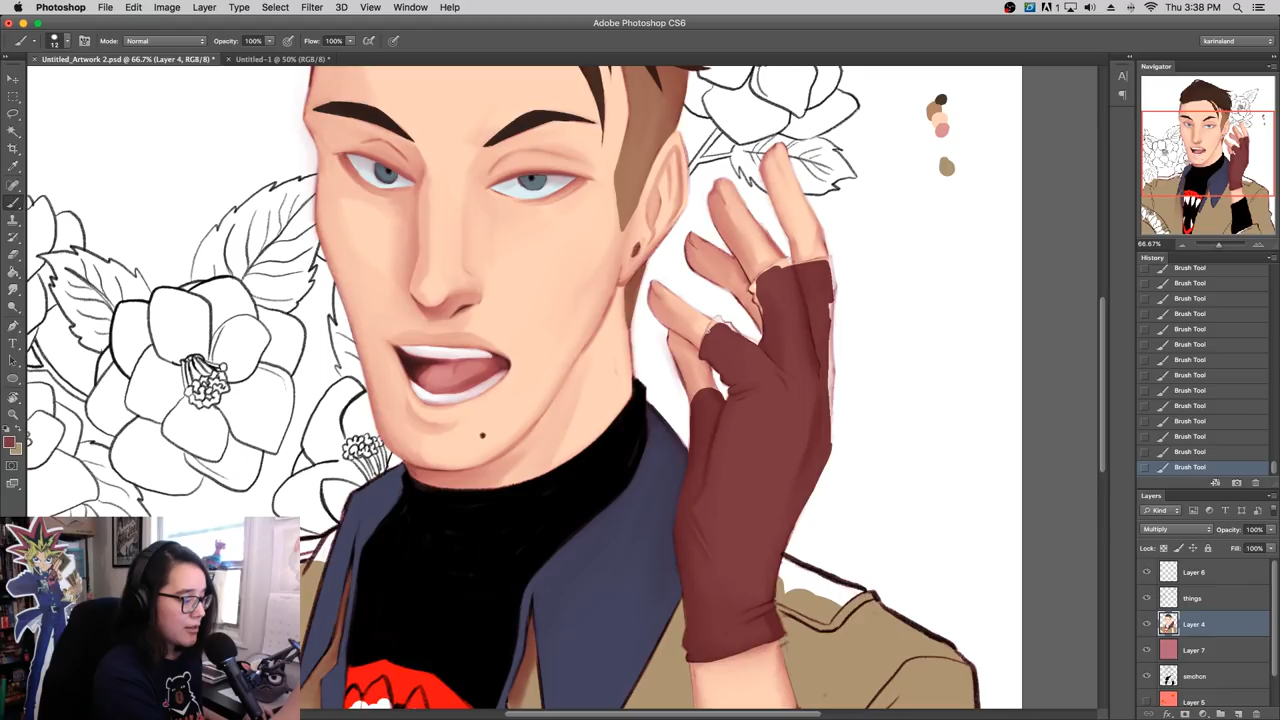 Photoshop File Edit Image Layer Type Select Filter 3D View Window Help
1 Thu 3:38 PM
Adobe Photoshop CS6
12 Mode: Normal Opacity: 100% Flow: 100% karinaland
× Untitled_Artwork 2.psd @ 66.7% (Layer 4, RGB/8) * × Untitled-1 @ 50% (RGB/8) *
Navigator
66.67%
History
Brush Tool
Brush Tool
Brush Tool
Brush Tool
Brush Tool
Brush Tool
Brush Tool
Brush Tool
Brush Tool
Brush Tool
Brush Tool
Brush Tool
Brush Tool
Brush Tool
Layers
Kind
Multiply Opacity: 100%
Lock: Fill: 100%
Layer 6
things
Layer 4
Layer 7
smohcn
Layer 5
fx